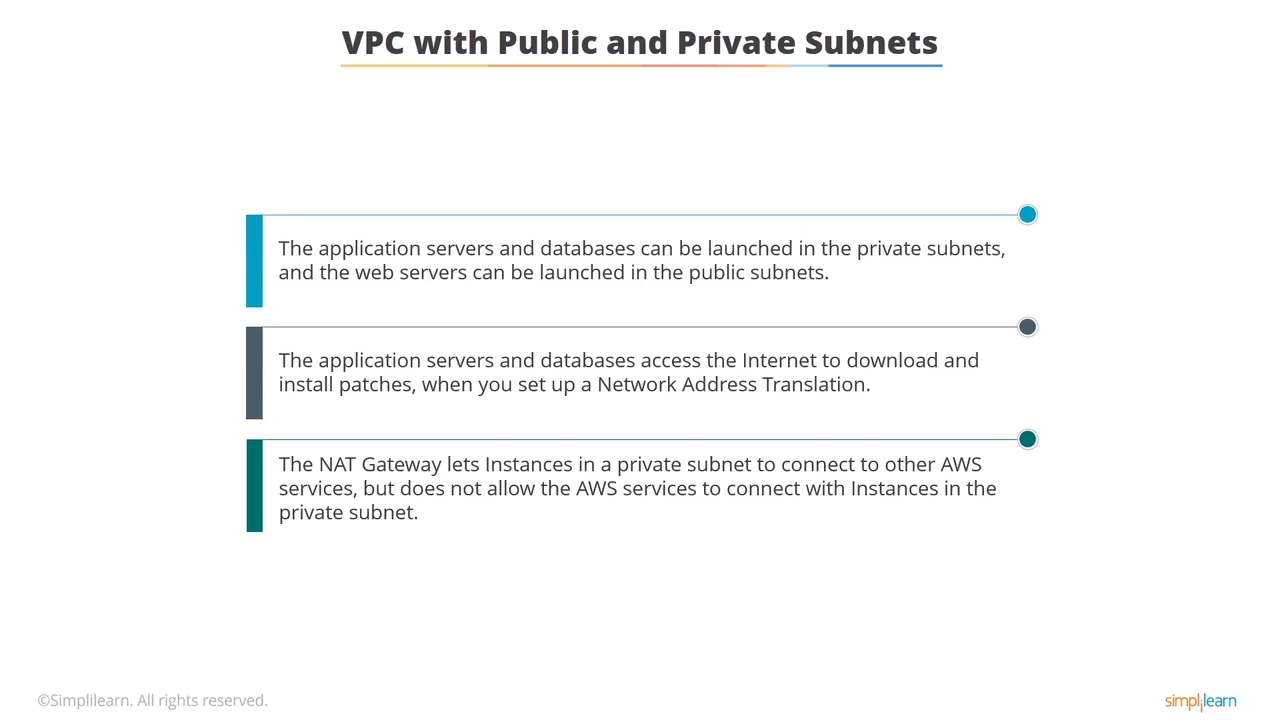 VPC with Public and Private Subnets
The application servers and databases can be launched in the private subnets,
and the web servers can be launched in the public subnets.
The application servers and databases access the Internet to download and
install patches, when you set up a Network Address Translation.
The NAT Gateway lets Instances in a private subnet to connect to other AWS
services, but does not allow the AWS services to connect with Instances in the
private subnet.
©Simplilearn. All rights reserved.
simplilearn